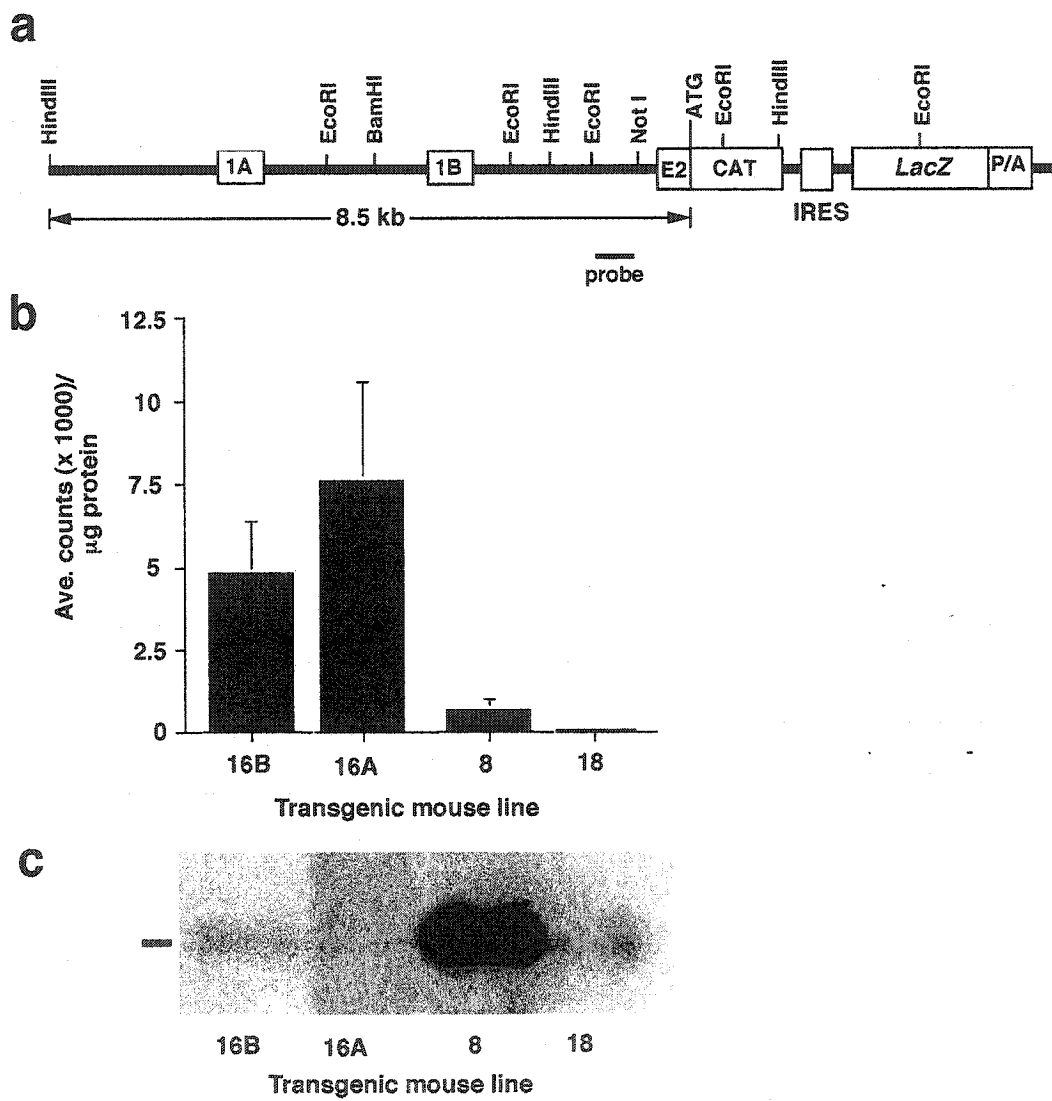 a
HindIII EcoRI BamHI EcoRI HindIII EcoRI Not I ATG EcoRI HindIII EcoRI
1A 1B E2 CAT LacZ P/A
8.5 kb IRES
probe
b
12.5
10
7.5
5
2.5
0
Ave. counts (x 1000)/
μg protein
16B 16A 8 18
Transgenic mouse line
c
16B 16A 8 18
Transgenic mouse line